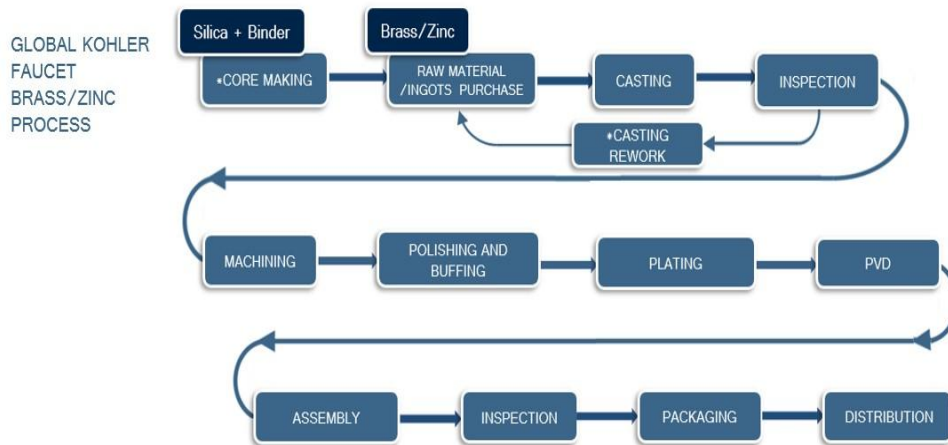 GLOBAL KOHLER
FAUCET
BRASS/ZINC
PROCESS
Silica + Binder
*CORE MAKING
Brass/Zinc
RAW MATERIAL
/INGOTS PURCHASE
CASTING
INSPECTION
*CASTING
REWORK
MACHINING
POLISHING AND
BUFFING
PLATING
PVD
ASSEMBLY
INSPECTION
PACKAGING
DISTRIBUTION